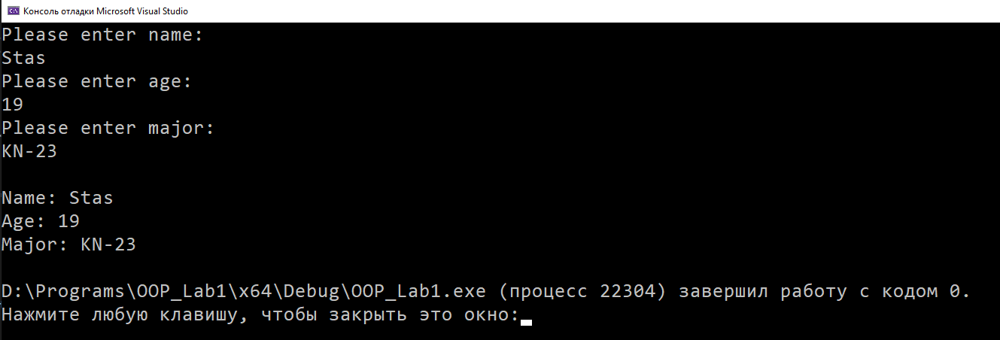 Консоль отладки Microsoft Visual Studio
Please enter name:
Stas
Please enter age:
19
Please enter major:
KN-23
Name: Stas
Age: 19
Major: KN-23
D:\Programs\OOP_Lab1\x64\Debug\OOP_Lab1.exe (процесс 22304) завершил работу с кодом 0.
Нажмите любую клавишу, чтобы закрыть это окно: